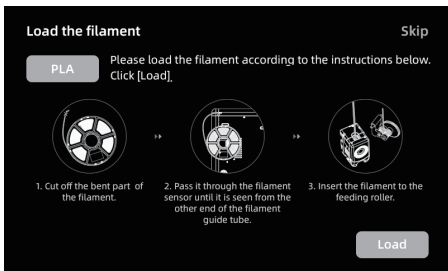 Load the filament
Skip
PLA
Please load the filament according to the instructions below.
Click [Load]
1. Cut off the bent part of
the filament.
2. Pass it through the filament
sensor until it is seen from the
other end of the filament
guide tube.
3. Insert the filament to the
feeding roller.
Load